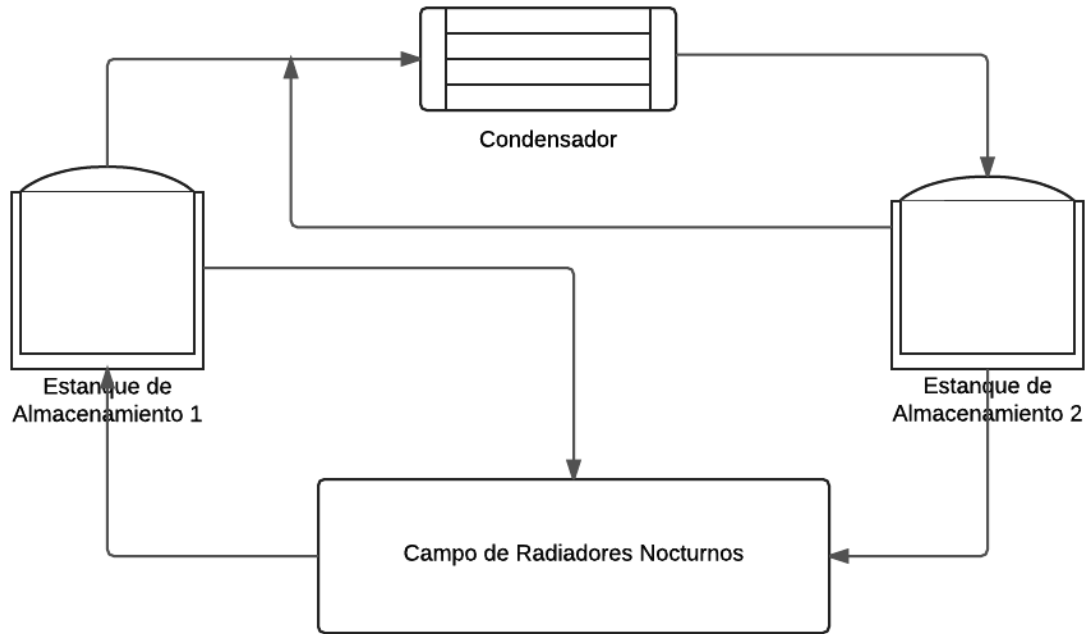 Condensador
Estanque de
Almacenamiento 1
Estanque de
Almacenamiento 2
Campo de Radiadores Nocturnos